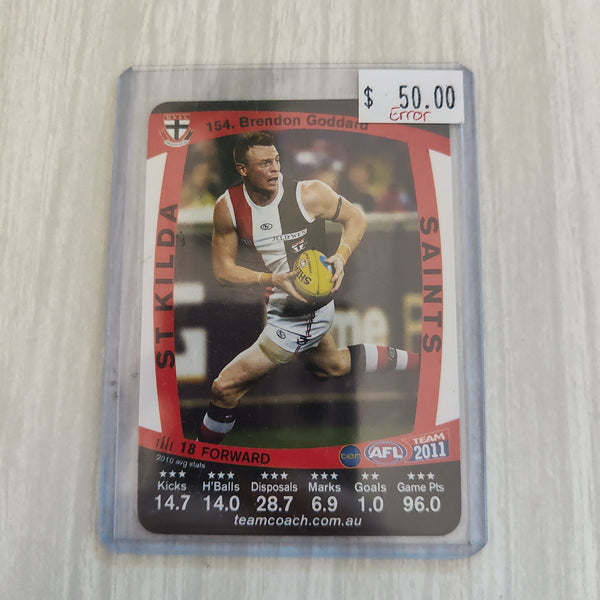 $ 50.00
Error
154. Brendon Goddard
ST KILDA
SAINTS
18 FORWARD
2010 avg stats
ten AFL TEAM 2011
Kicks H'Balls Disposals Marks Goals Game Pts
14.7 14.0 28.7 6.9 1.0 96.0
teamcoach.com.au